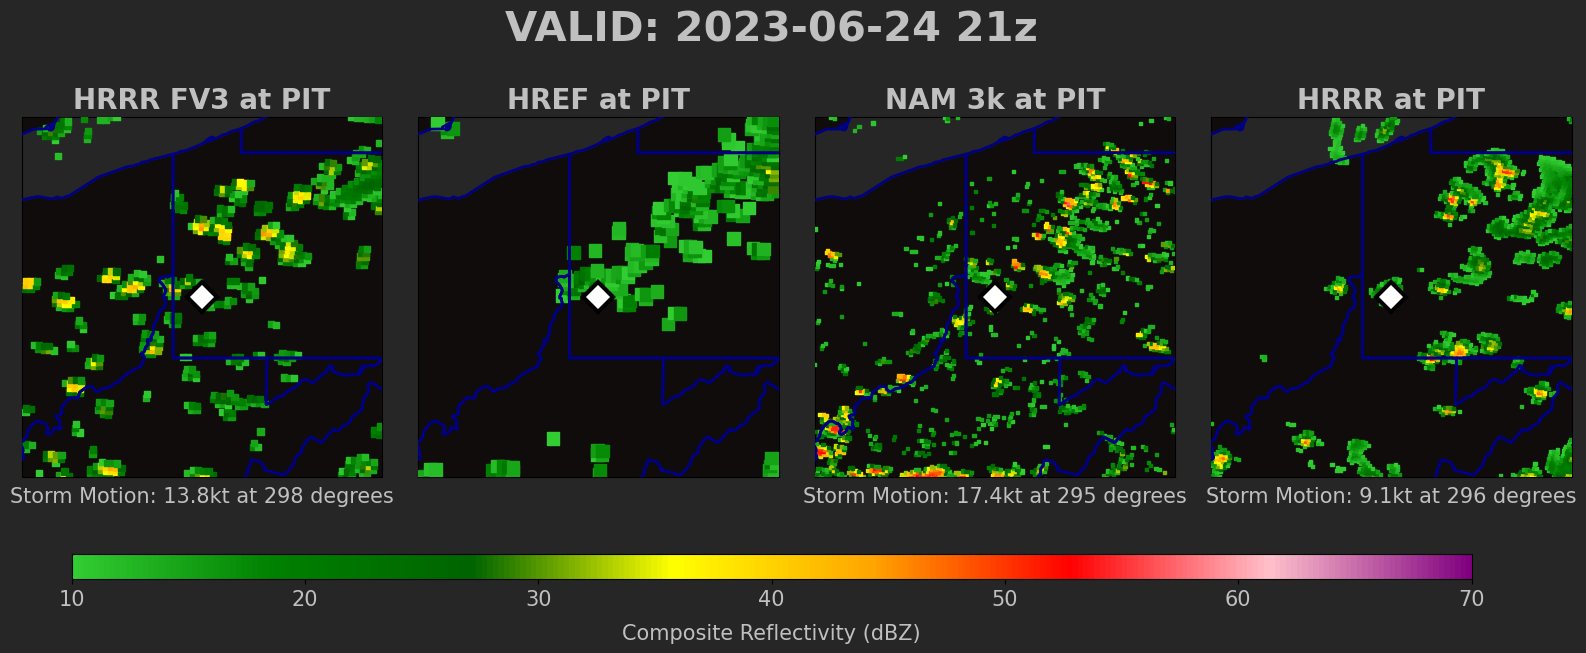 VALID: 2023-06-24 21z
HRRR FV3 at PIT
HREF at PIT
NAM 3k at PIT
HRRR at PIT
Storm Motion: 13.8kt at 298 degrees
Storm Motion: 17.4kt at 295 degrees
Storm Motion: 9.1kt at 296 degrees
10 20 30 40 50 60 70
Composite Reflectivity (dBZ)